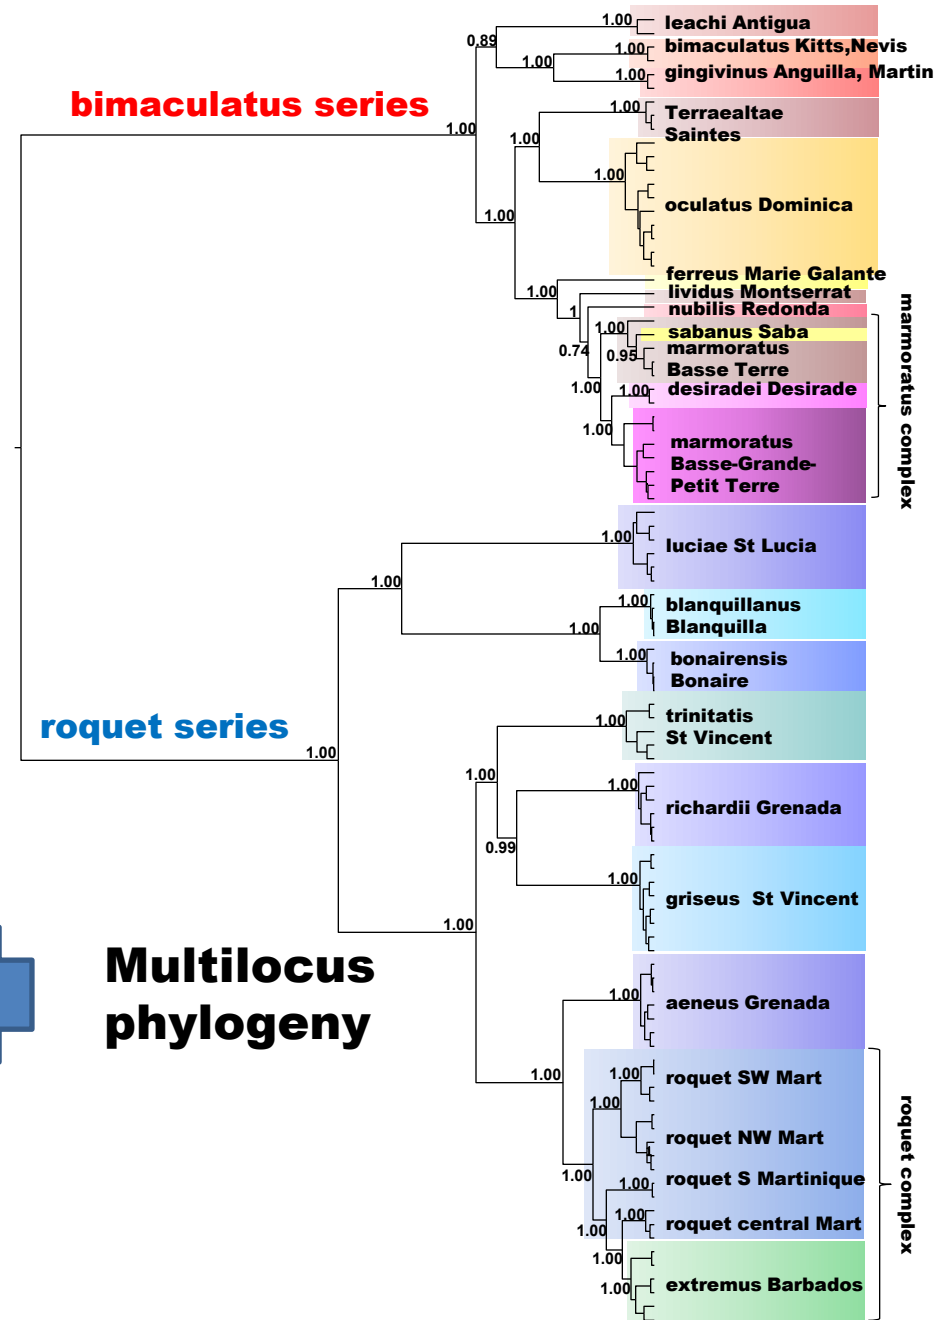 1.00
leachi Antigua
0.89
1.00
bimaculatus Kitts,Nevis
1.00
1.00
gingivinus Anguilla, Martin
bimaculatus series
1.00
1.00
Terraealtae
Saintes
1.00
1.00
oculatus Dominica
1.00
ferreus Marie Galante
1.00
lividus Montserrat
1
nubilis Redonda
1.00
sabanus Saba
0.74
0.95
marmoratus
Basse Terre
1.00
1.00
desiradei Desirade
1.00
marmoratus
Basse-Grande-
Petit Terre
marmoratus complex
1.00
luciae St Lucia
1.00
1.00
blanquillanus
Blanquilla
1.00
1.00
bonairensis
Bonaire
roquet series
1.00
1.00
trinitatis
St Vincent
1.00
1.00
richardii Grenada
0.99
1.00
griseus St Vincent
1.00
Multilocus
phylogeny
1.00
aeneus Grenada
1.00
1.00
roquet SW Mart
1.00
roquet NW Mart
1.00
1.00
roquet S Martinique
1.00
roquet central Mart
1.00
1.00
1.00
extremus Barbados
roquet complex